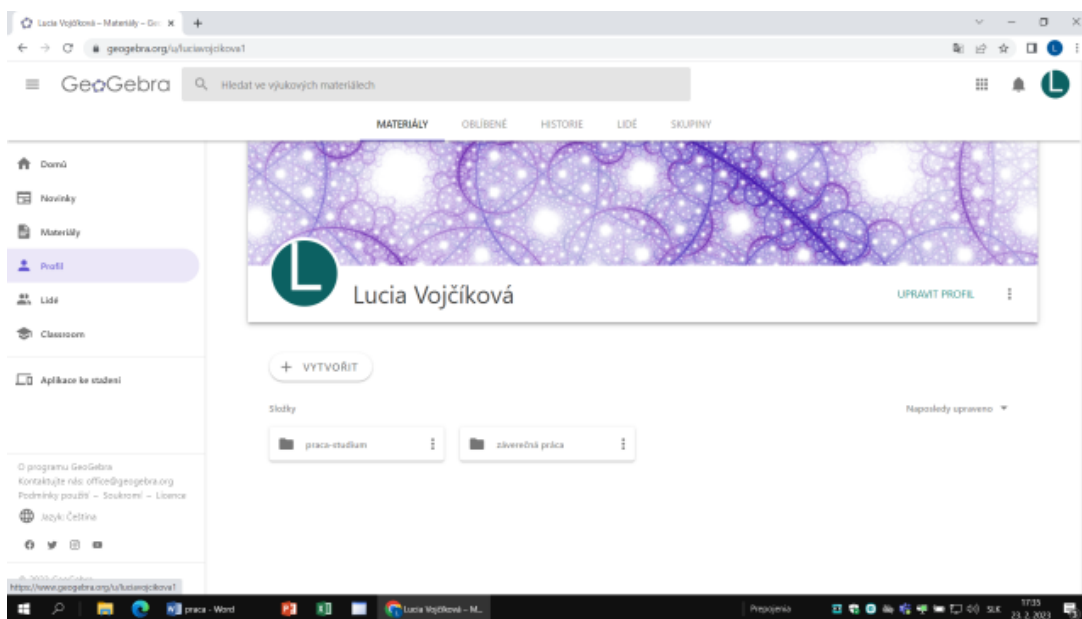 Lucia Vojčíková – Materiály – Geo
geogebra.org/u/luciavojcikova1
GeoGebra
Hledat ve výukových materiálech
L
MATERIÁLY OBLÍBENÉ HISTORIE LIDÉ SKUPINY
Domů
Novinky
Materiály
Profil
Lidé
Classroom
Aplikace ke stažení
L
Lucia Vojčíková
UPRAVIT PROFIL
+ VYTVOŘIT
Složky
Naposledy upraveno
praca-studium
záverečná práca
O programu GeoGebra
Kontaktujte nás: office@geogebra.org
Podmínky použití – Soukromí – Licence
Jazyk: Čeština
https://www.geogebra.org/u/luciavojcikova1
praca - Word
Lucia Vojčíková – M...
Prepojenia
SLK
17:35
23. 2. 2023